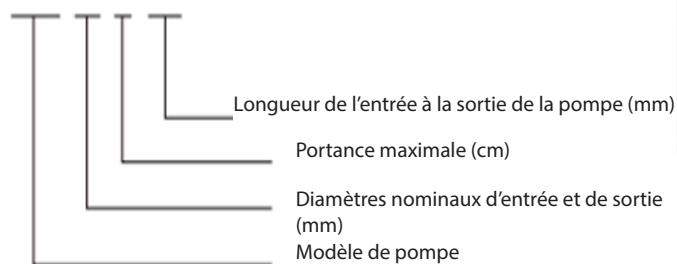 Longueur de l’entrée à la sortie de la pompe (mm)
Portance maximale (cm)
Diamètres nominaux d’entrée et de sortie
(mm)
Modèle de pompe